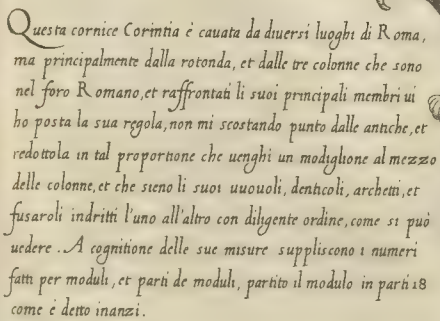 Questa cornice Corintia è cauata da diuersi luoghi di Roma,
ma principalmente dalla rotonda, et dalle tre colonne che sono
nel foro Romano, et raffrontati li suoi principali membri ui
ho posta la sua regola, non mi scostando punto dalle antiche, et
redottola in tal proportione che uenghi un modiglione al mezzo
delle colonne, et che sieno li suoi uuouoli, denticoli, archetti, et
fusaroli indritti l'uno all'altro con diligente ordine, come si può
uedere. A cognitione delle sue misure suppliscono i numeri
fatti per moduli, et parti de moduli, partito il modulo in parti 18
come è detto inanzi.